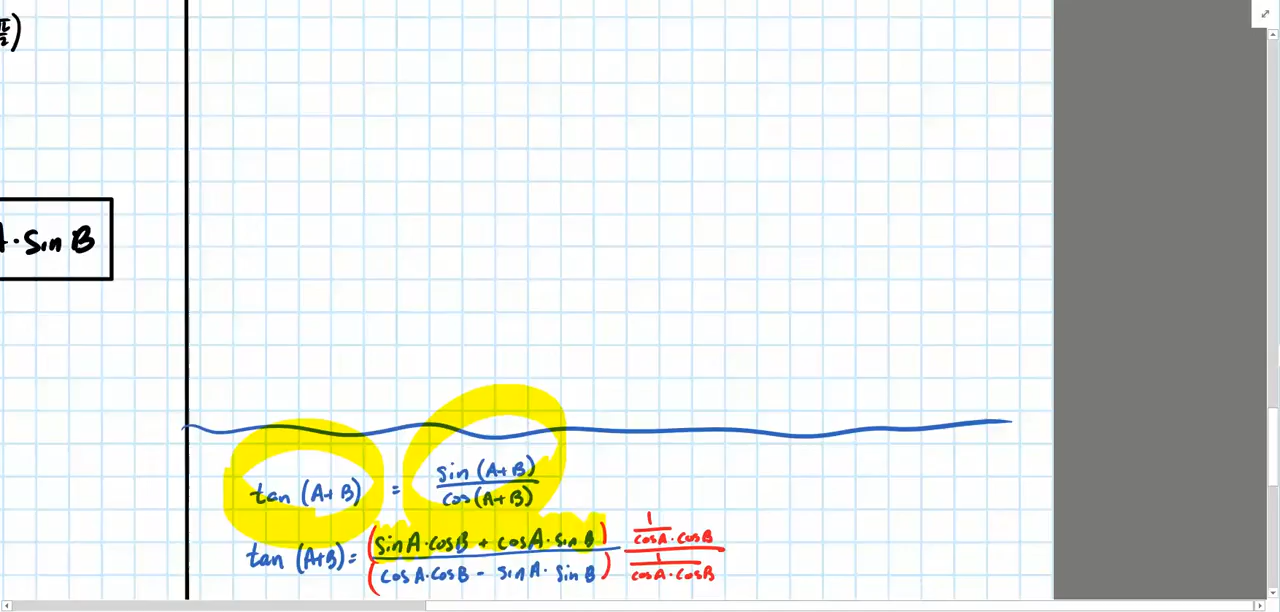 π/2)
A · sin B
tan (A+B) = sin (A+B) / cos (A+B)
tan (A+B) = (sin A · cos B + cos A · sin B) / (cos A · cos B - sin A · sin B) (1 / cos A · cos B) / (1 / cos A · cos B)